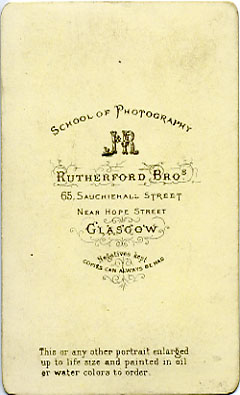 SCHOOL OF PHOTOGRAPHY
JR
RUTHERFORD BROS
65, SAUCHIEHALL STREET
NEAR HOPE STREET
GLASGOW
Negatives kept
COPIES CAN ALWAYS BE HAD
This or any other portrait enlarged
up to life size and painted in oil
or water colors to order.